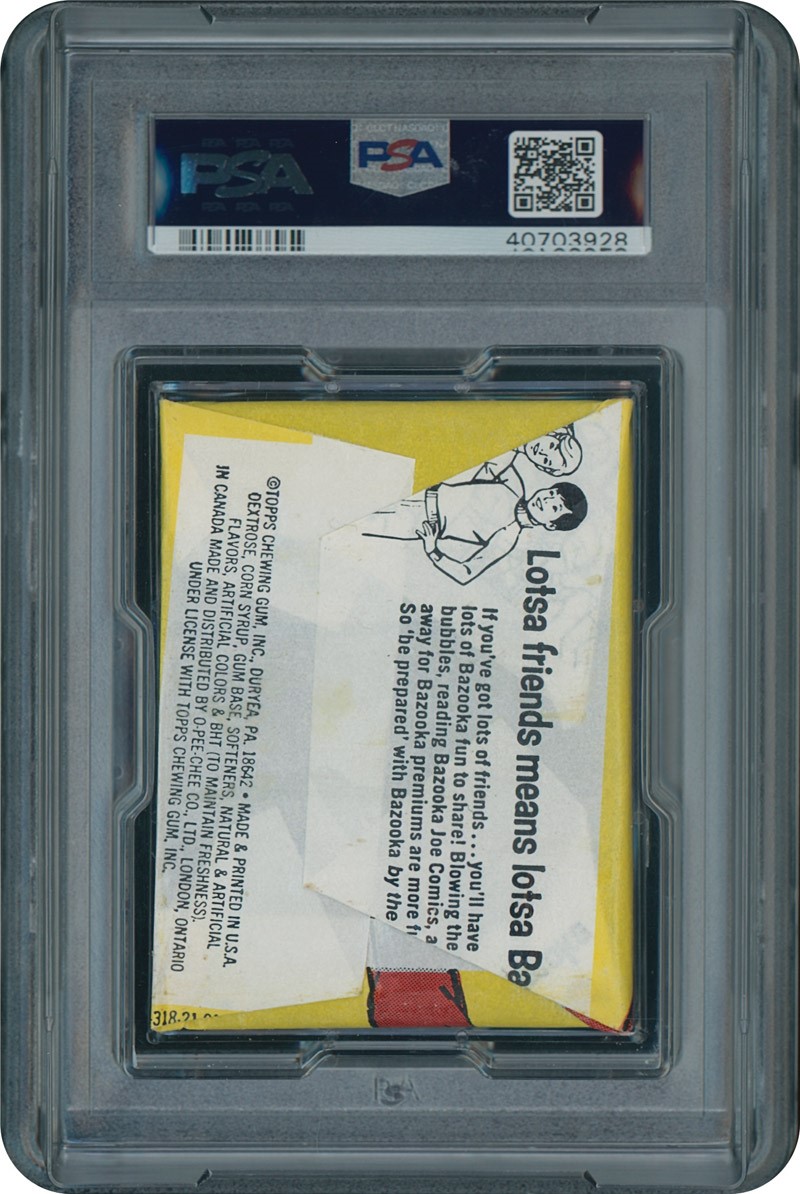 PSA
PSA
40703928
Lotsa friends means lotsa Ba
If you've got lots of friends...you'll have
lots of Bazooka fun to share! Blowing the
bubbles, reading Bazooka Joe Comics, a
away for Bazooka premiums are more f
So 'be prepared' with Bazooka by the
©TOPPS CHEWING GUM, INC., DURYEA, PA. 18642 • MADE & PRINTED IN U.S.A.
DEXTROSE, CORN SYRUP, GUM BASE, SOFTENERS, NATURAL & ARTIFICIAL
FLAVORS, ARTIFICIAL COLORS & BHT (TO MAINTAIN FRESHNESS).
IN CANADA MADE AND DISTRIBUTED BY O-PEE-CHEE CO., LTD., LONDON, ONTARIO
UNDER LICENSE WITH TOPPS CHEWING GUM, INC.
318-21-
PSA